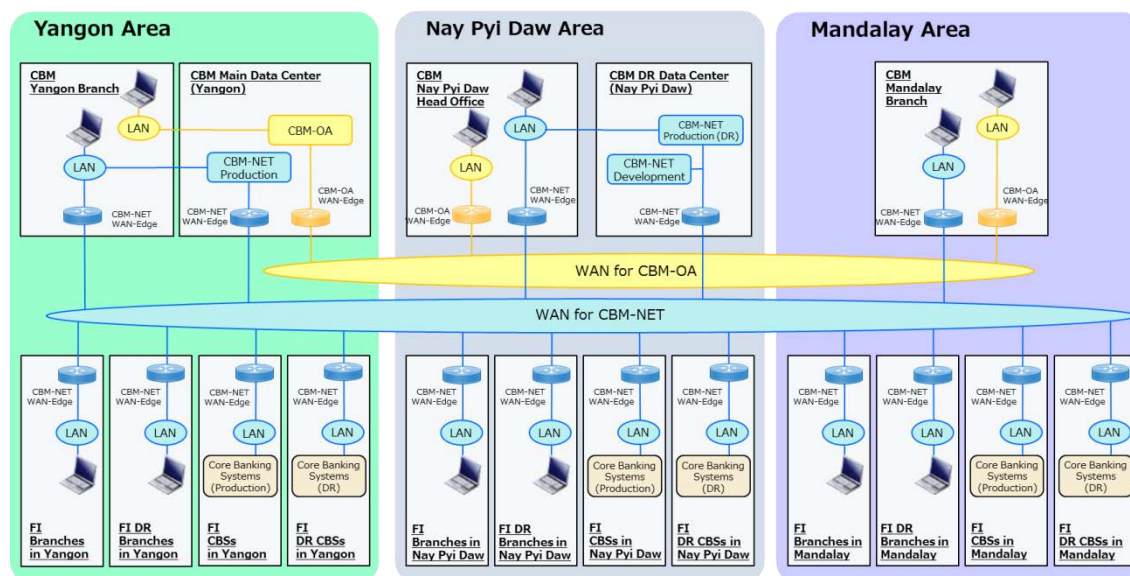 Yangon Area
Nay Pyi Daw Area
Mandalay Area
CBM
Yangon Branch
LAN
LAN
CBM-NET
WAN-Edge
CBM Main Data Center
(Yangon)
CBM-OA
CBM-NET
Production
CBM-OA
WAN-Edge
CBM-NET
WAN-Edge
CBM
Nay Pyi Daw
Head Office
LAN
LAN
CBM-OA
WAN-Edge
CBM-NET
WAN-Edge
CBM DR Data Center
(Nay Pyi Daw)
CBM-NET
Production (DR)
CBM-NET
Development
CBM-NET
WAN-Edge
CBM
Mandalay
Branch
LAN
LAN
CBM-OA
WAN-Edge
CBM-NET
WAN-Edge
WAN for CBM-OA
WAN for CBM-NET
CBM-NET
WAN-Edge
LAN
FI
Branches
in Yangon
CBM-NET
WAN-Edge
LAN
FI DR
Branches
in Yangon
CBM-NET
WAN-Edge
LAN
Core Banking
Systems
(Production)
FI
CBSs
in Yangon
CBM-NET
WAN-Edge
LAN
Core Banking
Systems
(DR)
FI
DR CBSs
in Yangon
CBM-NET
WAN-Edge
LAN
FI
Branches in
Nay Pyi Daw
CBM-NET
WAN-Edge
LAN
FI DR
Branches in
Nay Pyi Daw
CBM-NET
WAN-Edge
LAN
Core Banking
Systems
(Production)
FI
CBSs in
Nay Pyi Daw
CBM-NET
WAN-Edge
LAN
Core Banking
Systems
(DR)
FI
DR CBSs in
Nay Pyi Daw
CBM-NET
WAN-Edge
LAN
FI
Branches in
Mandalay
CBM-NET
WAN-Edge
LAN
FI DR
Branches in
Mandalay
CBM-NET
WAN-Edge
LAN
Core Banking
Systems
(Production)
FI
CBSs in
Mandalay
CBM-NET
WAN-Edge
LAN
Core Banking
Systems
(DR)
FI
DR CBSs in
Mandalay